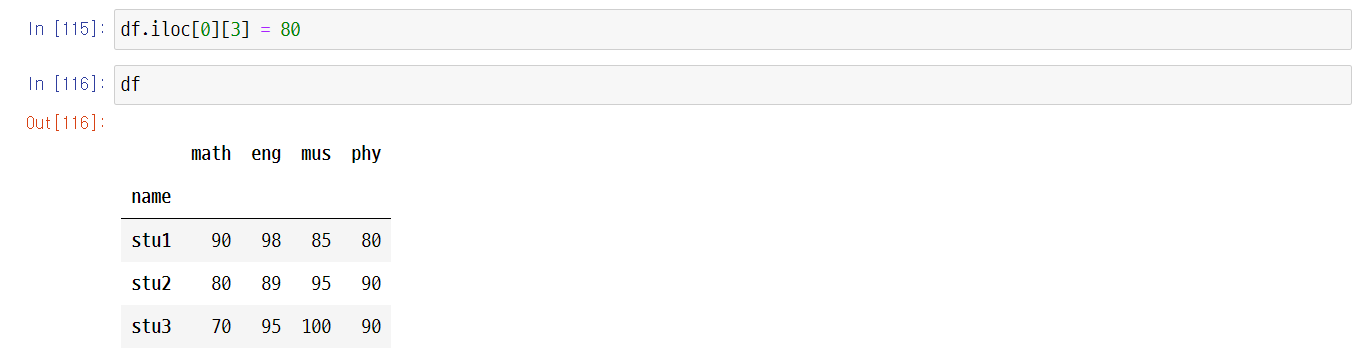 In [115]: df.iloc[0][3] = 80
In [116]: df
Out[116]:
math eng mus phy
name
stu1 90 98 85 80
stu2 80 89 95 90
stu3 70 95 100 90